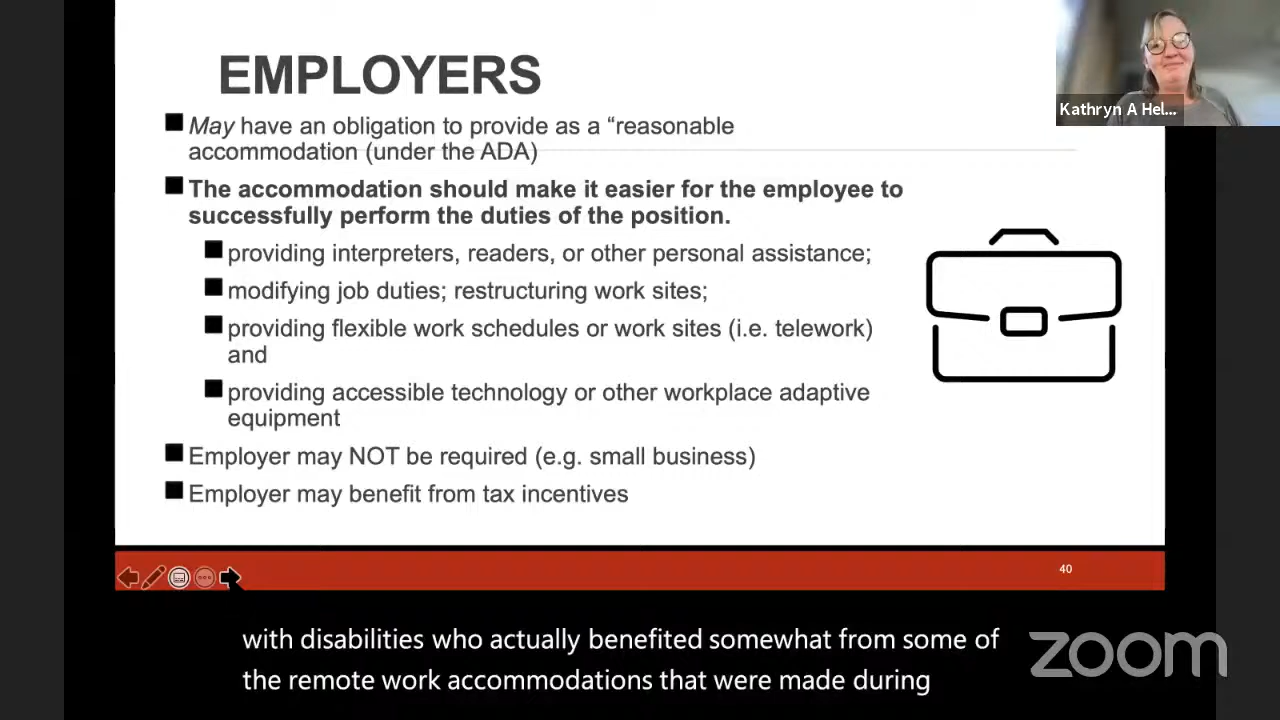 EMPLOYERS
May have an obligation to provide as a “reasonable
accommodation (under the ADA)
The accommodation should make it easier for the employee to
successfully perform the duties of the position.
providing interpreters, readers, or other personal assistance;
modifying job duties; restructuring work sites;
providing flexible work schedules or work sites (i.e. telework)
and
providing accessible technology or other workplace adaptive
equipment
Employer may NOT be required (e.g. small business)
Employer may benefit from tax incentives
40
Kathryn A Hel...
with disabilities who actually benefited somewhat from some of
the remote work accommodations that were made during
zoom